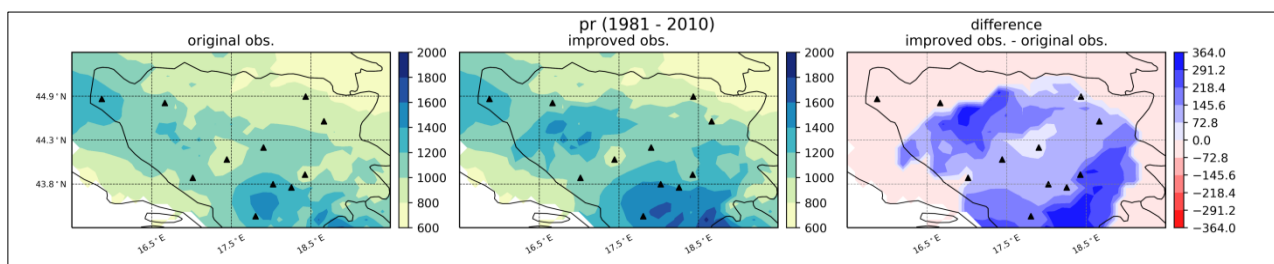 pr (1981 - 2010)
original obs.
improved obs.
difference
improved obs. - original obs.
44.9°N
44.3°N
43.8°N
16.5°E
17.5°E
18.5°E
2000
1800
1600
1400
1200
1000
800
600
16.5°E
17.5°E
18.5°E
2000
1800
1600
1400
1200
1000
800
600
16.5°E
17.5°E
18.5°E
364.0
291.2
218.4
145.6
72.8
0.0
−72.8
−145.6
−218.4
−291.2
−364.0